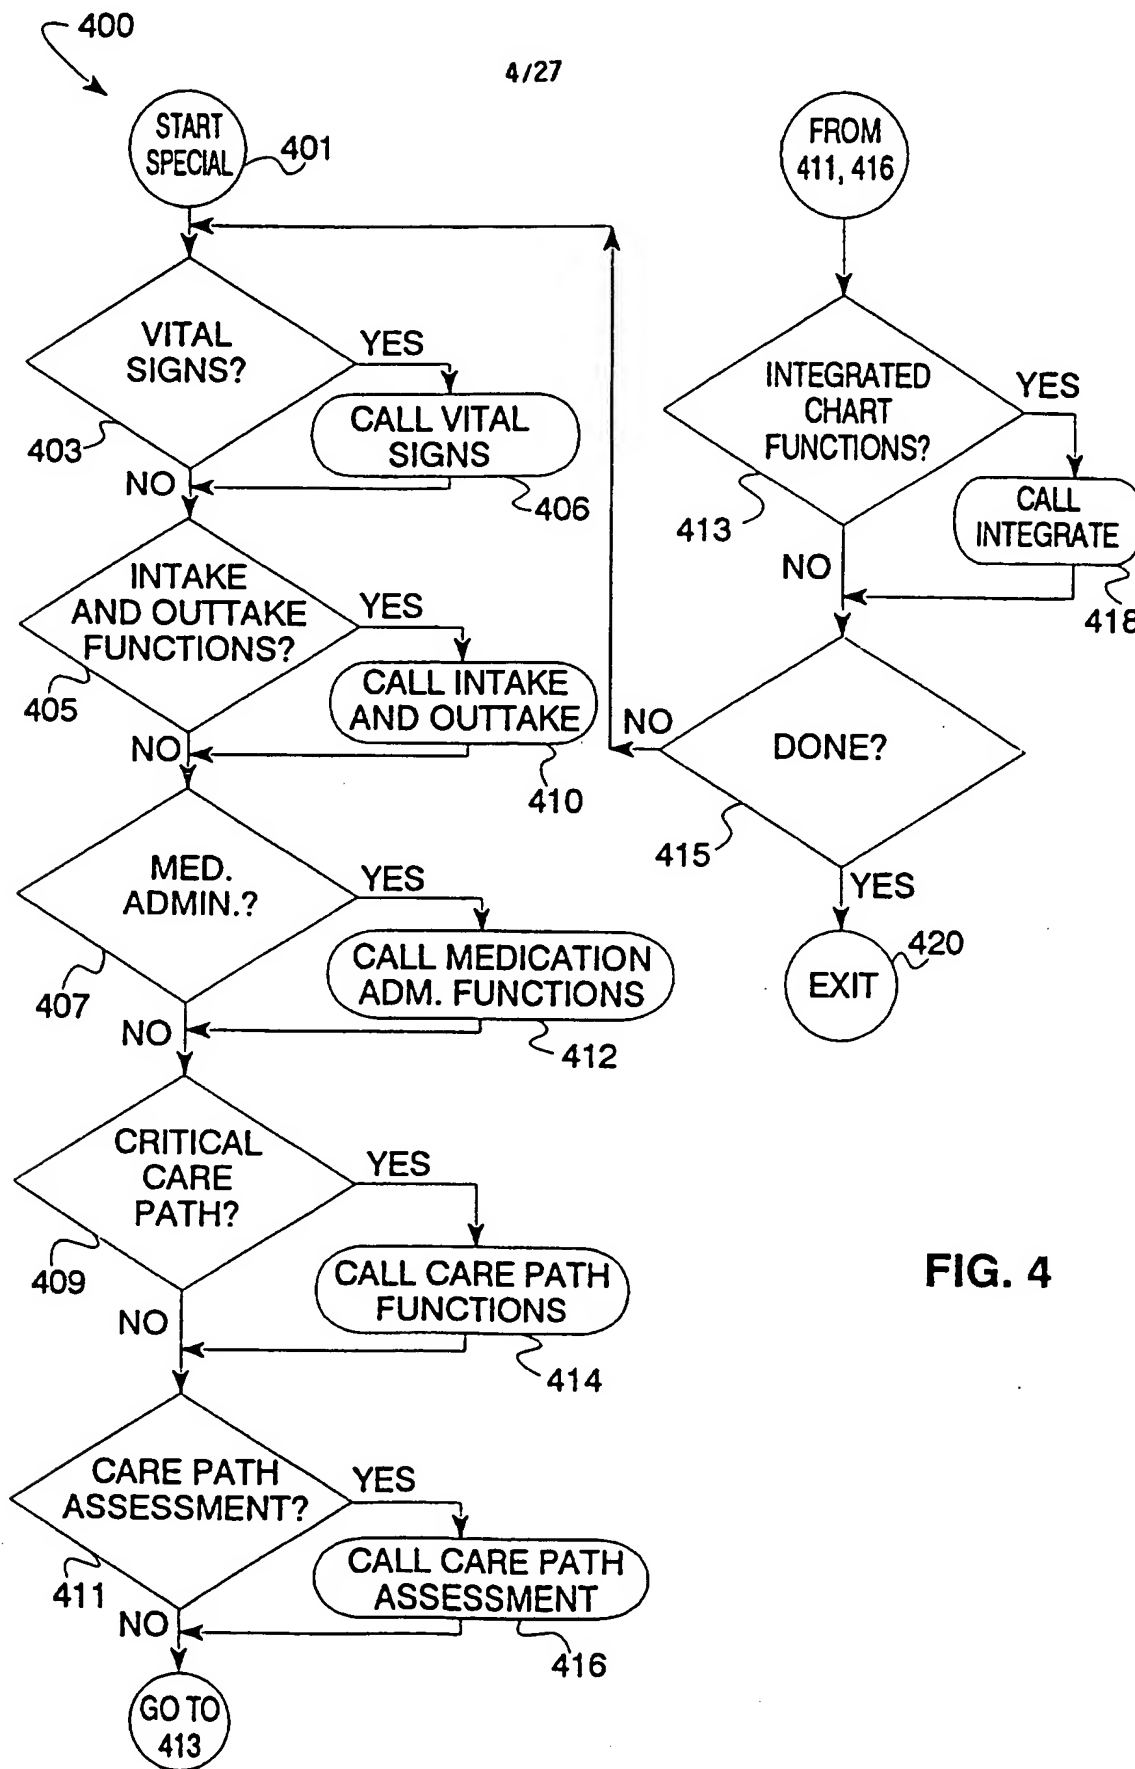 400
4/27
START
SPECIAL
401
VITAL
SIGNS?
YES
403
CALL VITAL
SIGNS
NO
406
INTAKE
AND OUTTAKE
FUNCTIONS?
YES
405
CALL INTAKE
AND OUTTAKE
NO
410
MED.
ADMIN.?
YES
407
CALL MEDICATION
ADM. FUNCTIONS
NO
412
CRITICAL
CARE
PATH?
YES
409
CALL CARE PATH
FUNCTIONS
NO
414
CARE PATH
ASSESSMENT?
YES
411
CALL CARE PATH
ASSESSMENT
NO
416
GO TO
413
FROM
411, 416
INTEGRATED
CHART
FUNCTIONS?
YES
413
CALL
INTEGRATE
NO
418
DONE?
NO
415
YES
EXIT
420
FIG. 4